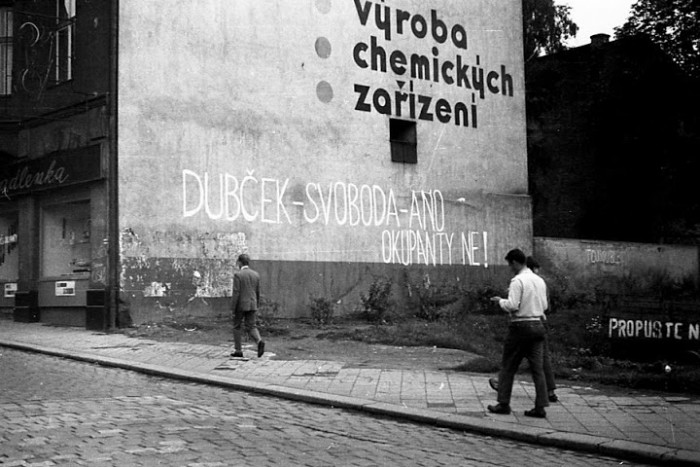 výroba
chemických
zařízení
DUBČEK-SVOBODA-ANO
OKUPANTY NE!
PROPUSTE N